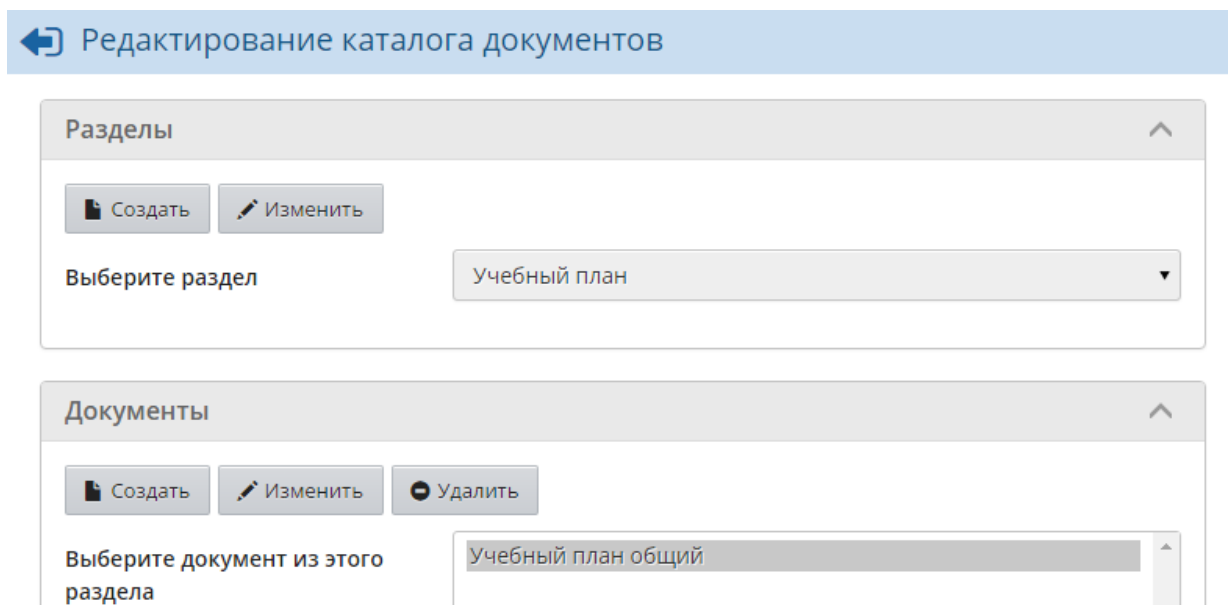 Редактирование каталога документов
Разделы
Создать Изменить
Выберите раздел Учебный план
Документы
Создать Изменить Удалить
Выберите документ из этого Учебный план общий
раздела